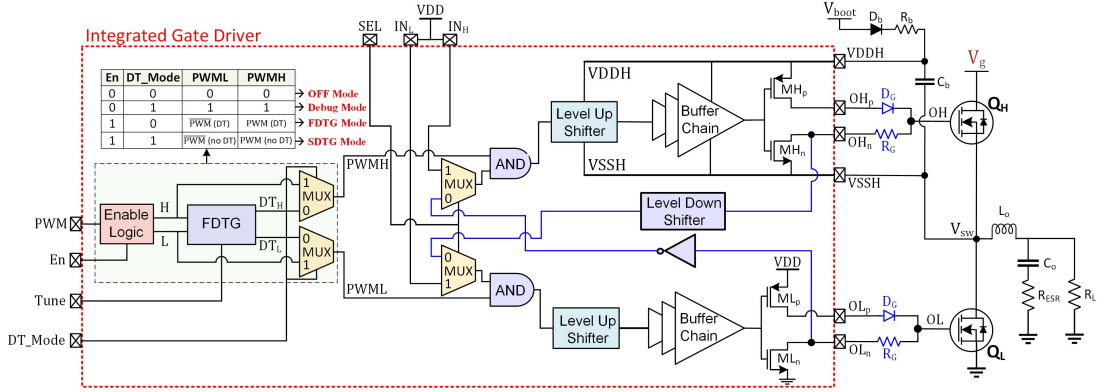 Integrated Gate Driver
SEL
IN_L
VDD
IN_H
V_boot
D_b
R_b
VDDH
C_b
V_g
En DT_Mode PWML PWMH
0 0 0 0 OFF Mode
0 1 1 1 Debug Mode
1 0 P̅W̅M̅ (DT) PWM (DT) FDTG Mode
1 1 P̅W̅M̅ (no DT) PWM (no DT) SDTG Mode
VDDH
Level Up Shifter
Buffer Chain
MH_p
MH_n
VSSH
OH_p
D_G
OH
OH_n
R_G
Q_H
VSSH
PWMH
AND
1
MUX
0
PWM
Enable Logic
H
L
FDTG
DT_H
DT_L
1
MUX
0
0
MUX
1
En
Tune
DT_Mode
PWML
0
MUX
1
AND
Level Down Shifter
V_sw
L_o
C_o
R_ESR
R_L
Level Up Shifter
Buffer Chain
VDD
ML_p
ML_n
OL_p
D_G
OL
OL_n
R_G
Q_L